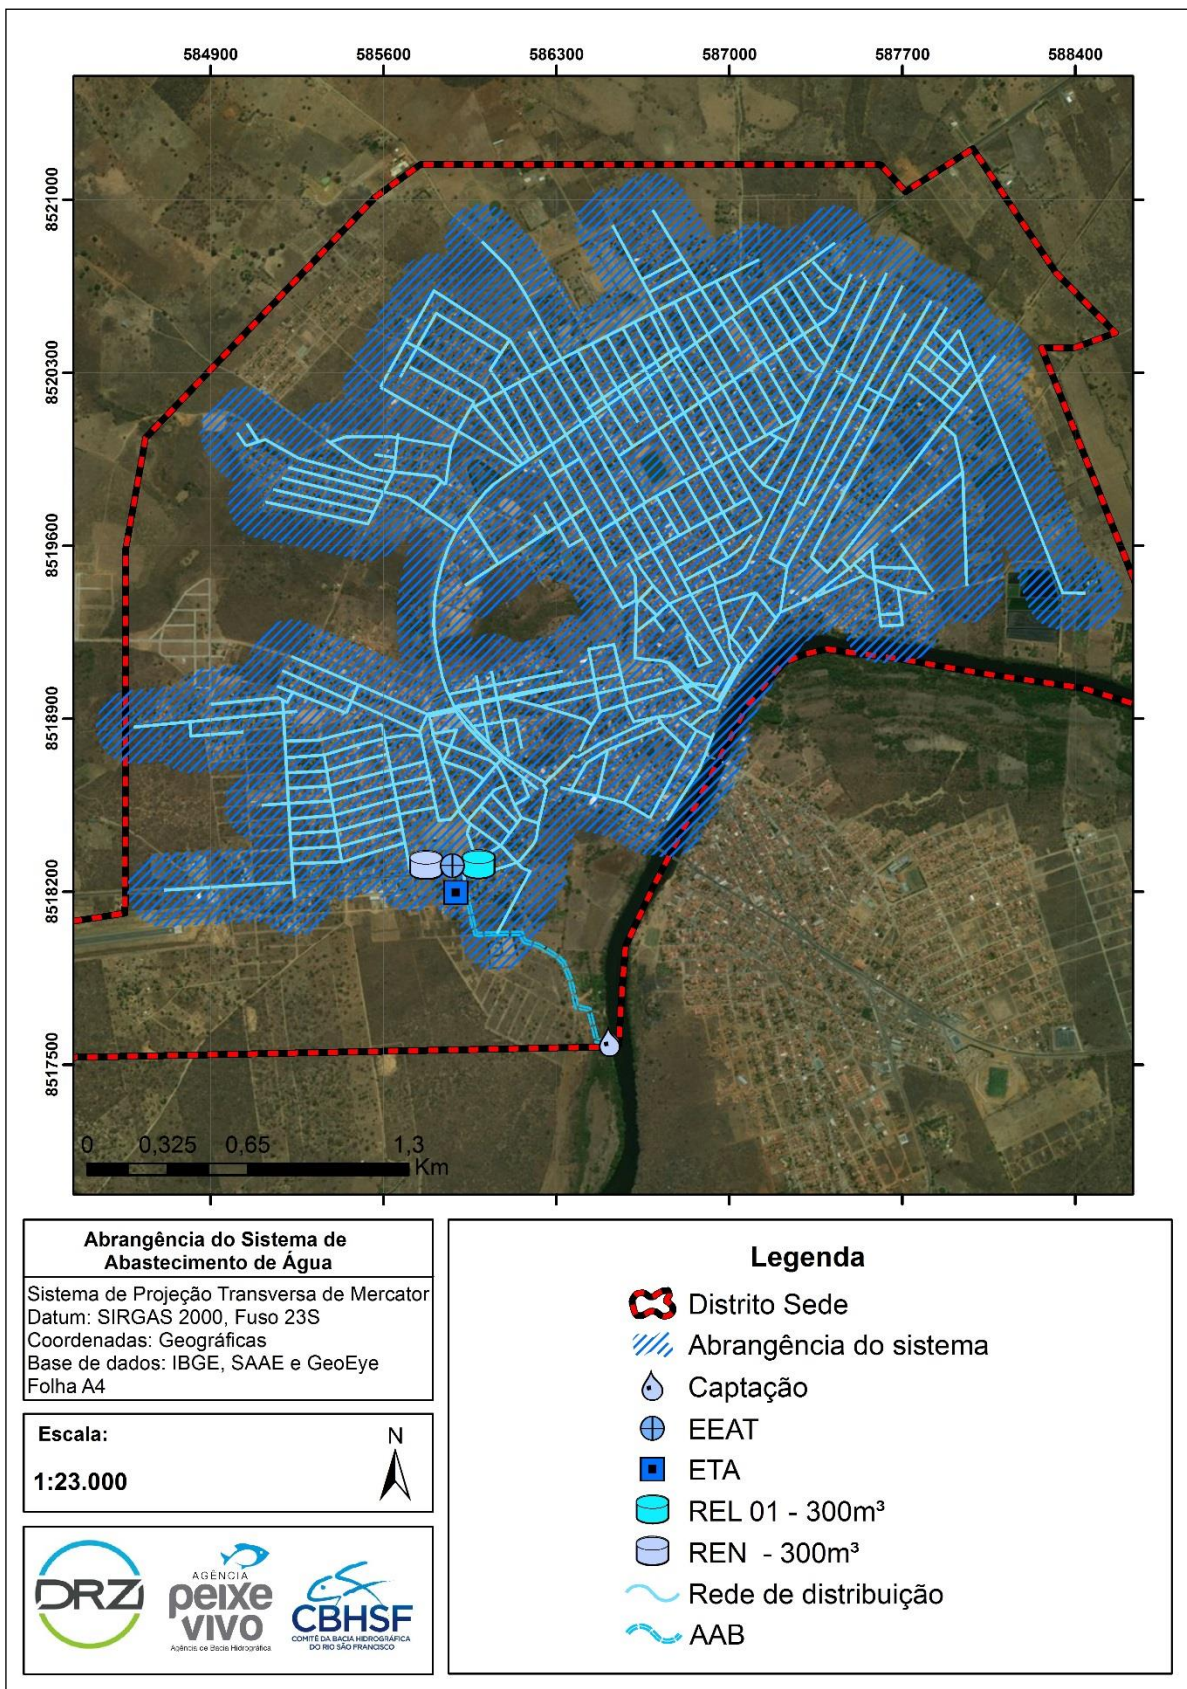 584900 585600 586300 587000 587700 588400
8521000
8520300
8519600
8518900
8518200
8517500
0 0,325 0,65 1,3
Km
Abrangência do Sistema de
Abastecimento de Água
Sistema de Projeção Transversa de Mercator
Datum: SIRGAS 2000, Fuso 23S
Coordenadas: Geográficas
Base de dados: IBGE, SAAE e GeoEye
Folha A4
Escala:
N
1:23.000
DRZ
AGÊNCIA
peixe
VIVO
Agência de Bacia Hidrográfica
CBHSF
COMITÊ DA BACIA HIDROGRÁFICA
DO RIO SÃO FRANCISCO
Legenda
Distrito Sede
Abrangência do sistema
Captação
EEAT
ETA
REL 01 - 300m³
REN - 300m³
Rede de distribuição
AAB